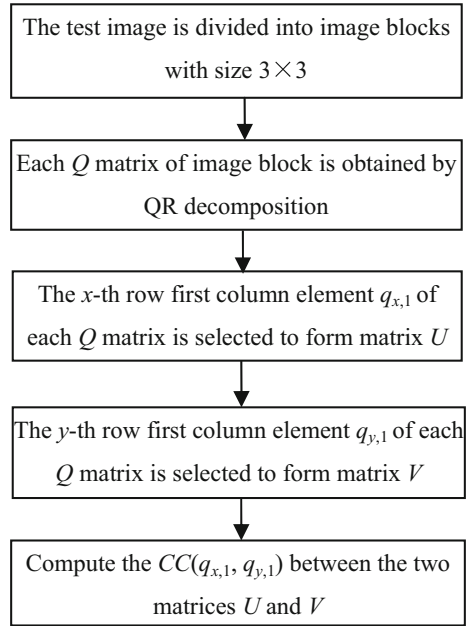 The test image is divided into image blocks
with size 3×3
Each Q matrix of image block is obtained by
QR decomposition
The x-th row first column element qx,1 of
each Q matrix is selected to form matrix U
The y-th row first column element qy,1 of each
Q matrix is selected to form matrix V
Compute the CC(qx,1, qy,1) between the two
matrices U and V